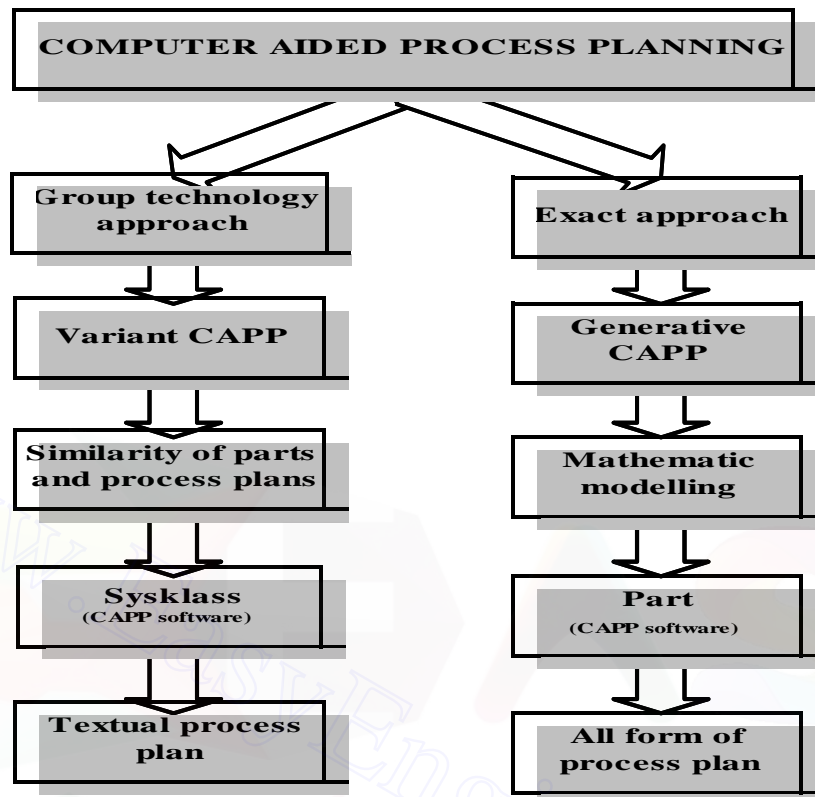 COMPUTER AIDED PROCESS PLANNING
Group technology
approach
Exact approach
Variant CAPP
Generative
CAPP
Similarity of parts
and process plans
Mathematic
modelling
Sysklass
(CAPP software)
Part
(CAPP software)
Textual process
plan
All form of
process plan